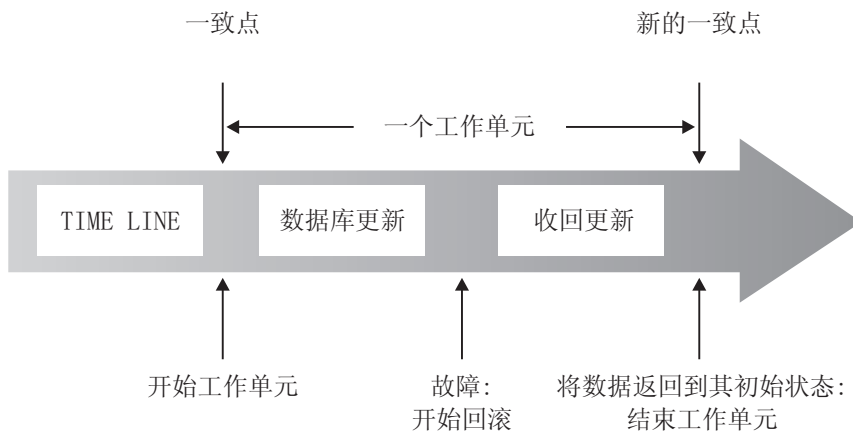 一致点
新的一致点
一个工作单元
TIME LINE
数据库更新
收回更新
开始工作单元
故障:
开始回滚
将数据返回到其初始状态:
结束工作单元